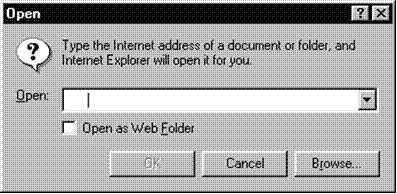 Open
Type the Internet address of a document or folder, and
Internet Explorer will open it for you.
Open:
Open as Web Folder
OK Cancel Browse...